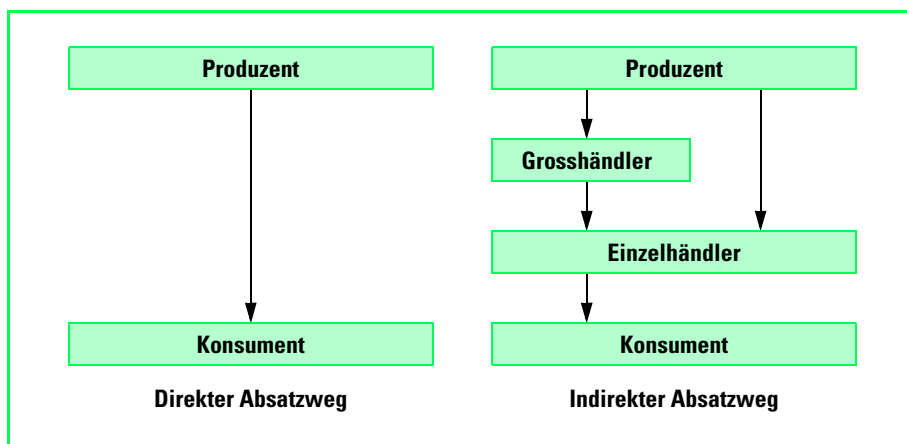 Produzent
Konsument
Direkter Absatzweg
Produzent
Grosshändler
Einzelhändler
Konsument
Indirekter Absatzweg